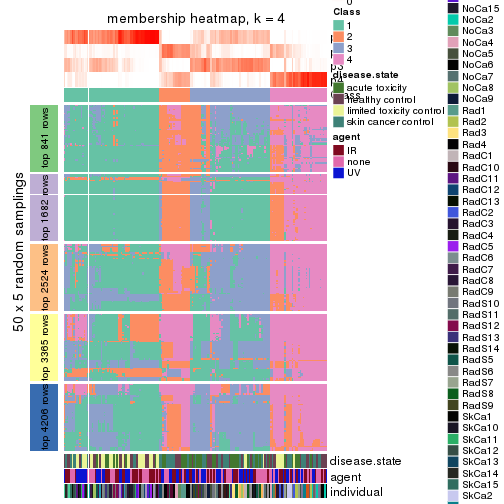 membership heatmap, k = 4
50 x 5 random samplings
top 841 rows
top 1682 rows
top 2524 rows
top 3365 rows
top 4206 rows
disease.state
agent
individual
0
Class
1
2
3
4
disease.state
acute toxicity
healthy control
limited toxicity control
skin cancer control
agent
IR
none
UV
NoCa15
NoCa2
NoCa3
NoCa4
NoCa5
NoCa6
NoCa7
NoCa8
NoCa9
Rad1
Rad2
Rad3
Rad4
RadC1
RadC10
RadC11
RadC12
RadC13
RadC2
RadC3
RadC4
RadC5
RadC6
RadC7
RadC8
RadC9
RadS10
RadS11
RadS12
RadS13
RadS14
RadS5
RadS6
RadS7
RadS8
RadS9
SkCa1
SkCa10
SkCa11
SkCa12
SkCa13
SkCa14
SkCa15
SkCa2